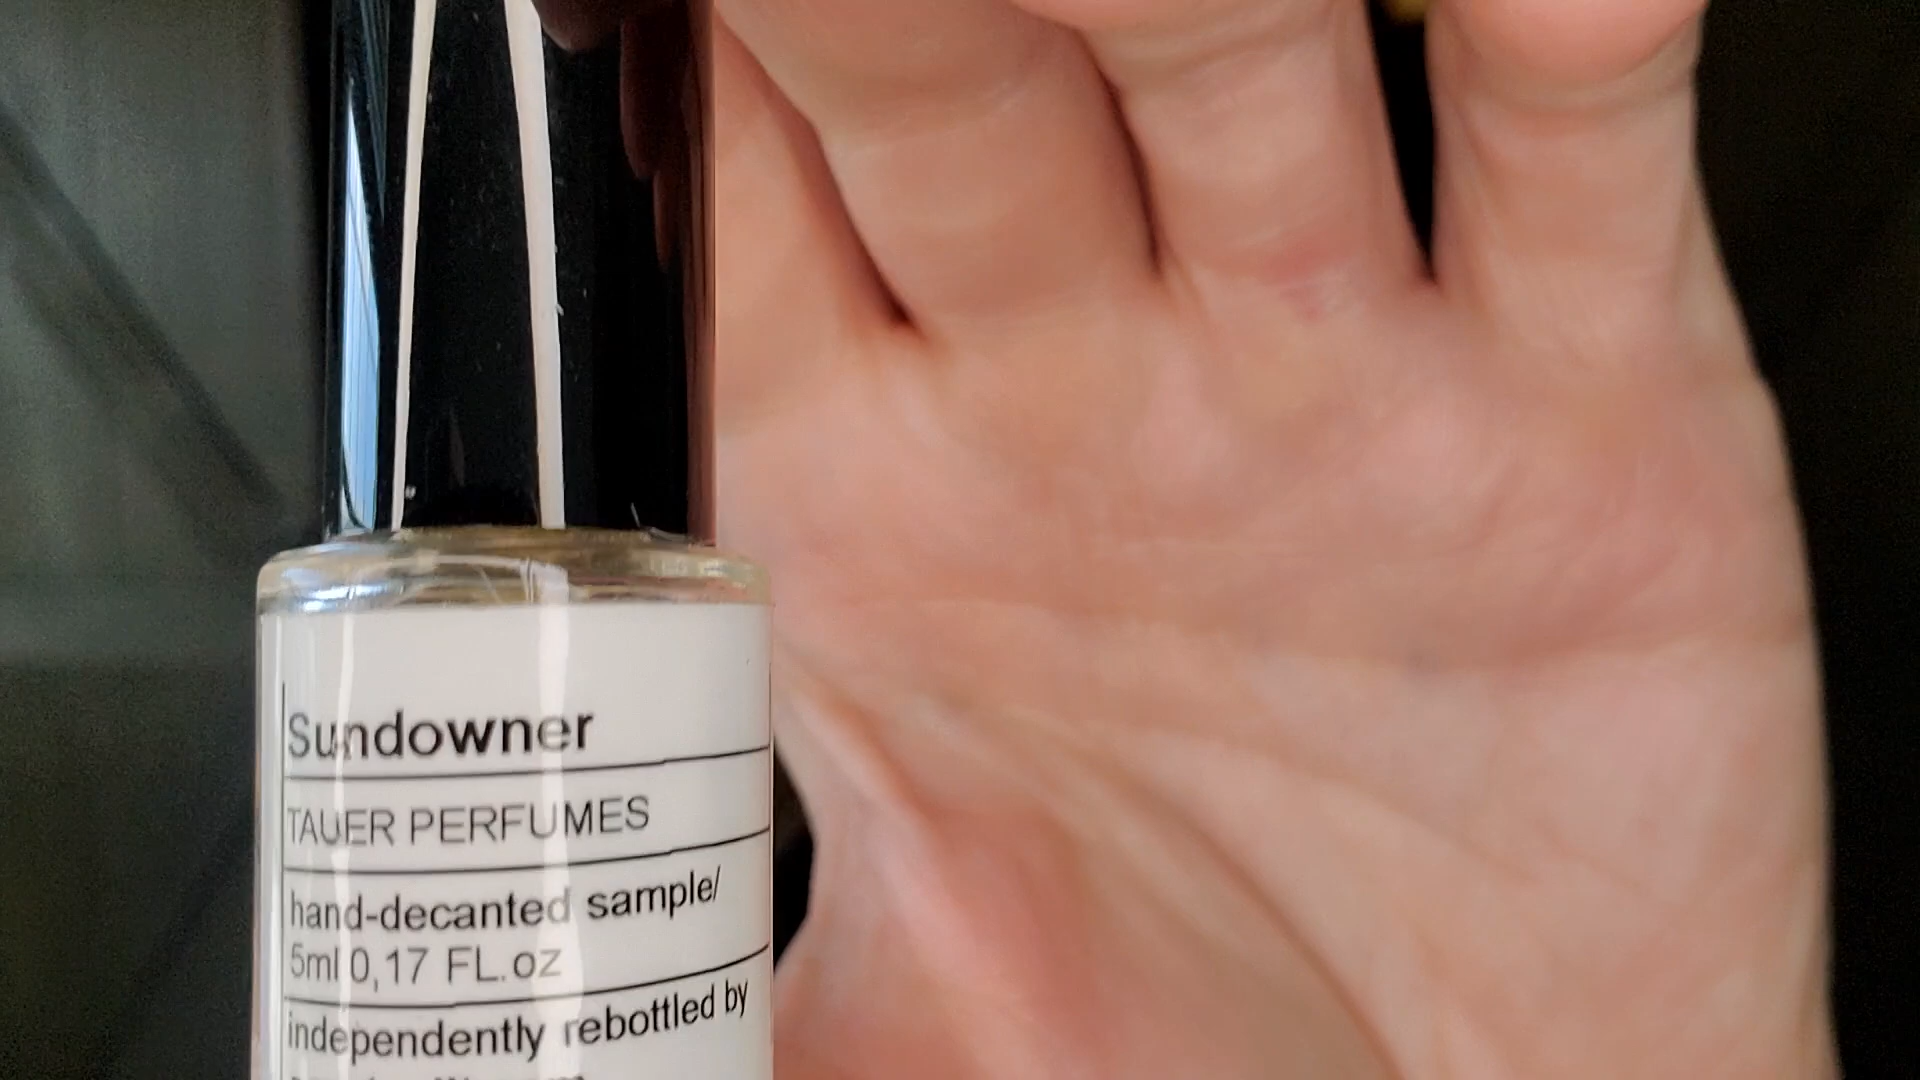 Sundowner
TAUER PERFUMES
hand-decanted sample/
5ml 0,17 FL.oz
independently rebottled by